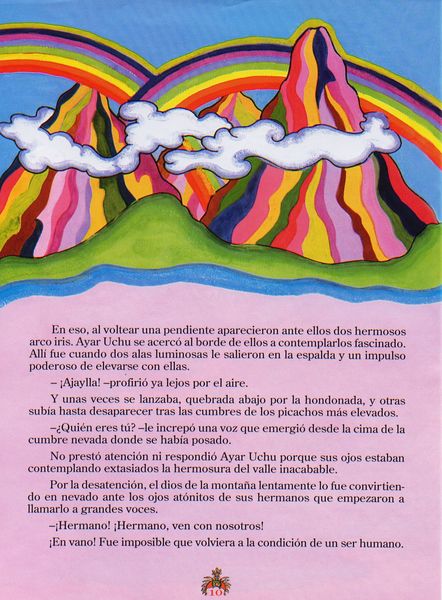 En eso, al voltear una pendiente aparecieron ante ellos dos hermosos
arco iris. Ayar Uchu se acercó al borde de ellos a contemplarlos fascinado.
Allí fue cuando dos alas luminosas le salieron en la espalda y un impulso
poderoso de elevarse con ellas.
– ¡Ajaylla! –profirió ya lejos por el aire.
Y unas veces se lanzaba, quebrada abajo por la hondonada, y otras
subía hasta desaparecer tras las cumbres de los picachos más elevados.
–¿Quién eres tú? –le increpó una voz que emergió desde la cima de la
cumbre nevada donde se había posado.
No prestó atención ni respondió Ayar Uchu porque sus ojos estaban
contemplando extasiados la hermosura del valle inacabable.
Por la desatención, el dios de la montaña lentamente lo fue convirtien-
do en nevado ante los ojos atónitos de sus hermanos que empezaron a
llamarlo a grandes voces.
–¡Hermano! ¡Hermano, ven con nosotros!
¡En vano! Fue imposible que volviera a la condición de un ser humano.
10